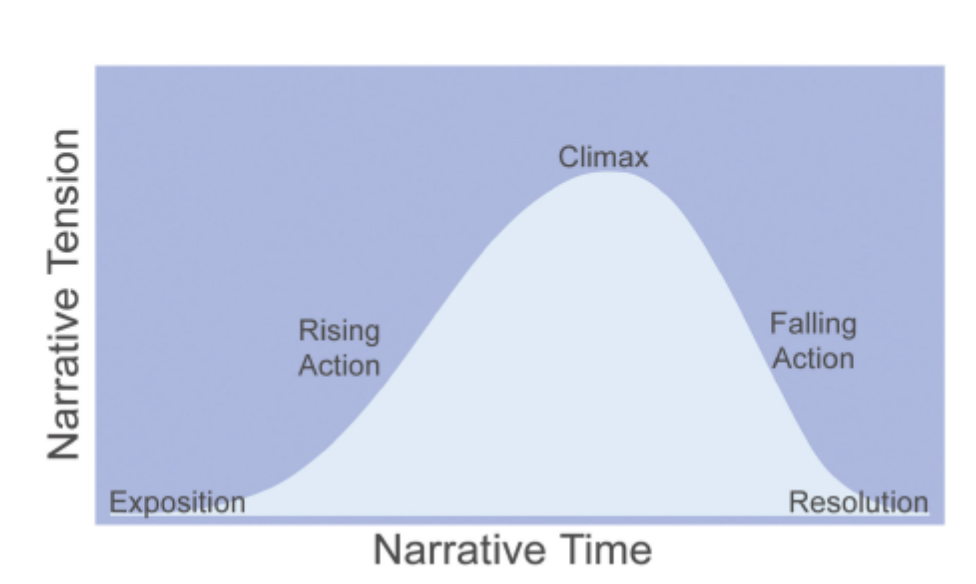 Narrative Tension
Climax
Rising
Action
Falling
Action
Exposition
Resolution
Narrative Time